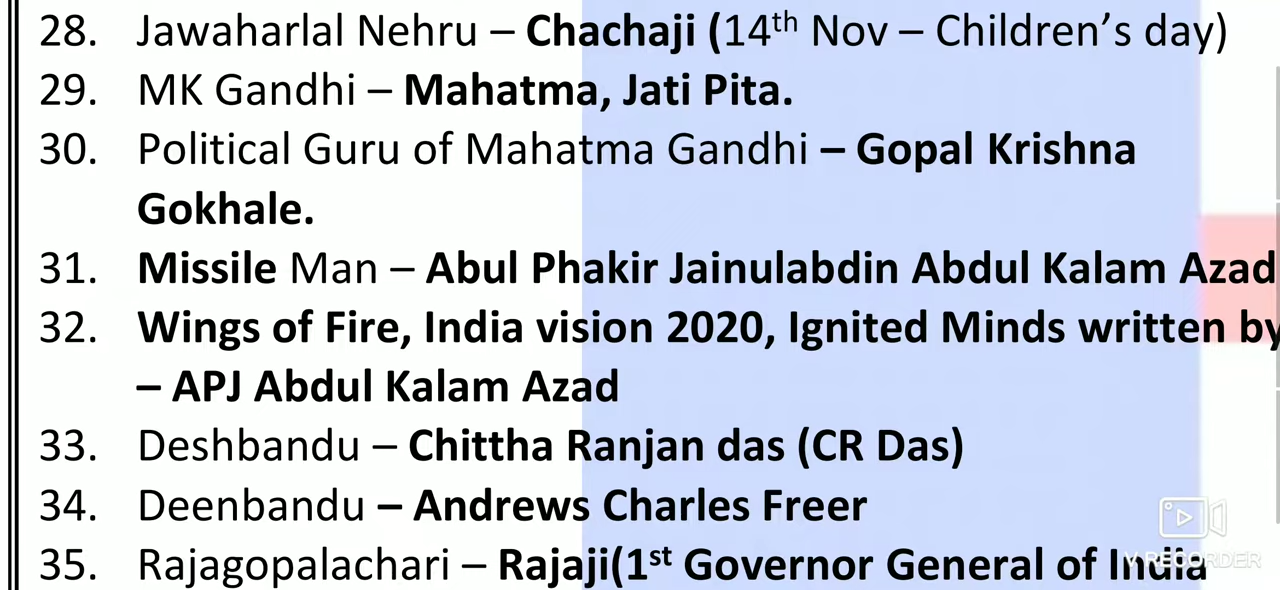 28. Jawaharlal Nehru – Chachaji (14th Nov – Children's day)
29. MK Gandhi – Mahatma, Jati Pita.
30. Political Guru of Mahatma Gandhi – Gopal Krishna
Gokhale.
31. Missile Man – Abul Phakir Jainulabdin Abdul Kalam Azad
32. Wings of Fire, India vision 2020, Ignited Minds written by
– APJ Abdul Kalam Azad
33. Deshbandu – Chittha Ranjan das (CR Das)
34. Deenbandu – Andrews Charles Freer
35. Rajagopalachari – Rajaji(1st Governor General of India
V RECORDER